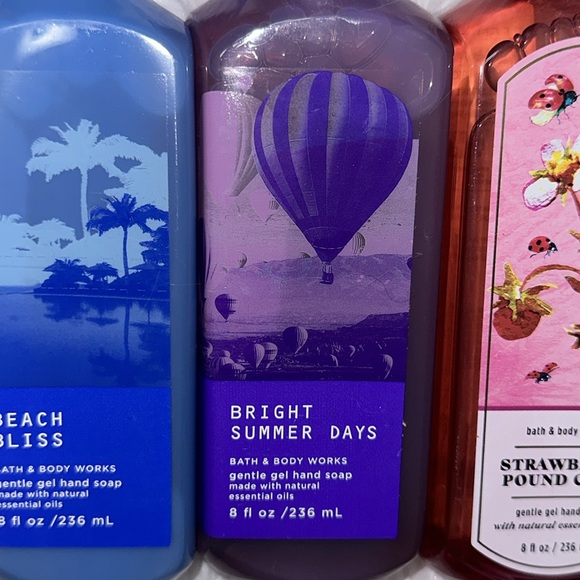 BEACH
BLISS
BATH & BODY WORKS
gentle gel hand soap
made with natural
essential oils
8 fl oz /236 mL
BRIGHT
SUMMER DAYS
BATH & BODY WORKS
gentle gel hand soap
made with natural
essential oils
8 fl oz /236 mL
bath & body
POUND
gentle gel hand
with natural
8 fl oz / 236